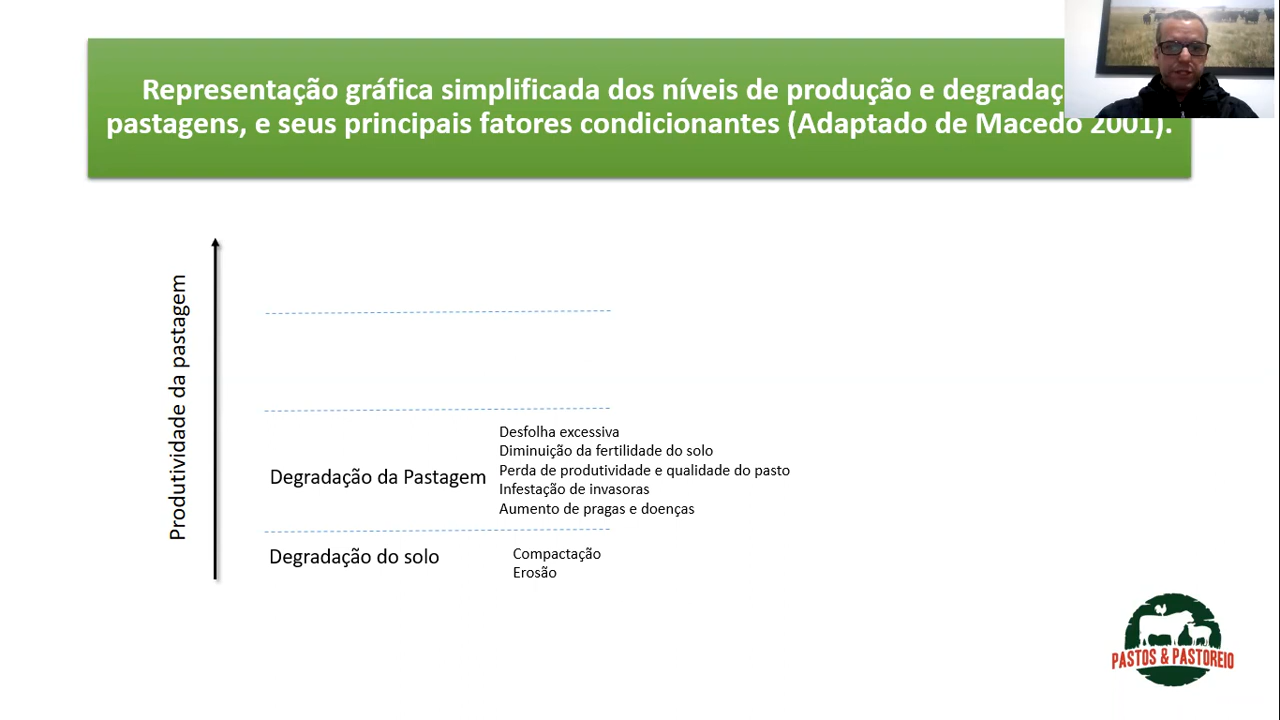 Representação gráfica simplificada dos níveis de produção e
pastagens, e seus principais fatores condicionantes (Adaptado de Macedo 2001).
Produtividade da pastagem
Degradação da Pastagem
Desfolha excessiva
Diminuição da fertilidade do solo
Perda de produtividade e qualidade do pasto
Infestação de invasoras
Aumento de pragas e doenças
Degradação do solo
Compactação
Erosão
PASTOS & PASTOREIO